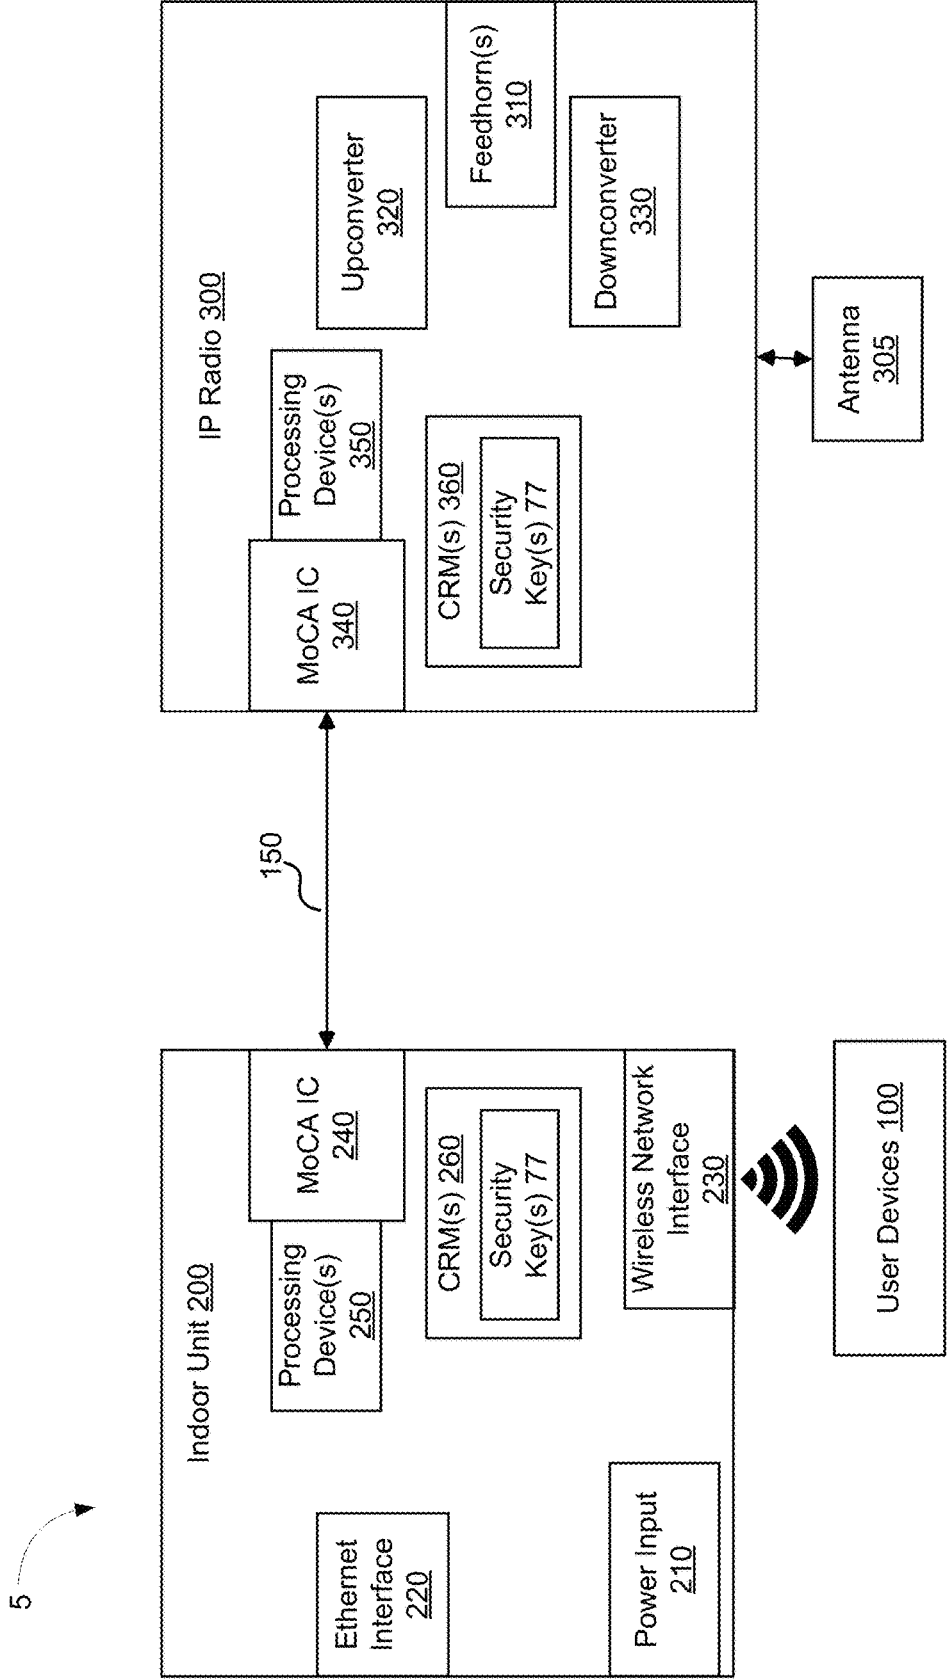 5
Indoor Unit 200
Ethernet
Interface
220
Processing
Device(s)
250
MoCA IC
240
CRM(s) 260
Security
Key(s) 77
Power Input
210
Wireless Network
Interface
230
User Devices 100
150
IP Radio 300
MoCA IC
340
Processing
Device(s)
350
Upconverter
320
CRM(s) 360
Security
Key(s) 77
Feedhorn(s)
310
Downconverter
330
Antenna
305